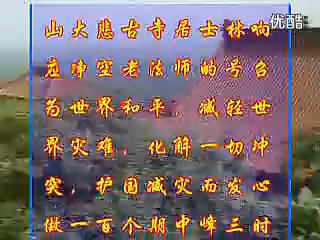 优酷
山大悲古寺居士林响
应净空老法师的号召
为世界和平，减轻世
界灾难，化解一切冲
突，护国减灾而发心
做一百个期中峰三时